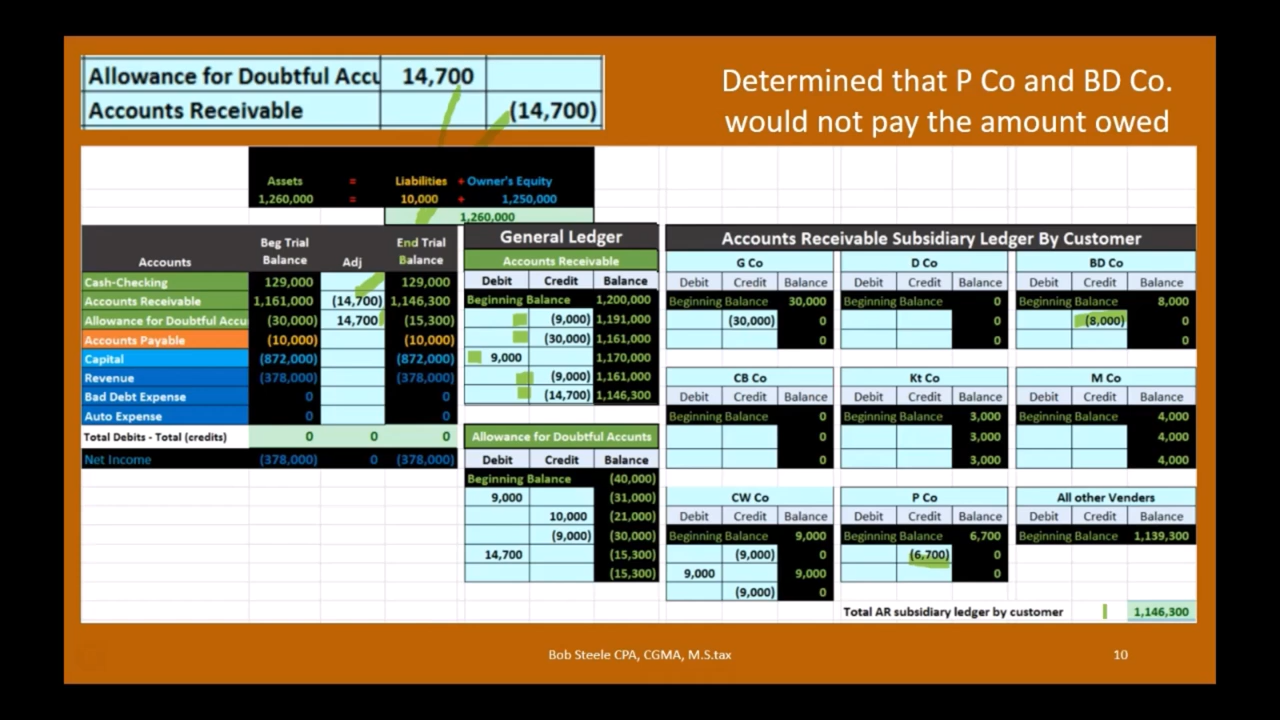 Allowance for Doubtful Accu 14,700
Accounts Receivable (14,700)
Determined that P Co and BD Co.
would not pay the amount owed
Assets = Liabilities + Owner's Equity
1,260,000 = 10,000 + 1,250,000
1,260,000
Accounts Beg Trial Balance Adj End Trial Balance
Cash-Checking 129,000 129,000
Accounts Receivable 1,161,000 (14,700) 1,146,300
Allowance for Doubtful Accu (30,000) 14,700 (15,300)
Accounts Payable (10,000) (10,000)
Capital (872,000) (872,000)
Revenue (378,000) (378,000)
Bad Debt Expense 0 0
Auto Expense 0 0
Total Debits - Total (credits) 0 0 0
Net Income (378,000) 0 (378,000)
General Ledger
Accounts Receivable
Debit Credit Balance
Beginning Balance 1,200,000
(9,000) 1,191,000
(30,000) 1,161,000
9,000 1,170,000
(9,000) 1,161,000
(14,700) 1,146,300
Allowance for Doubtful Accunts
Debit Credit Balance
Beginning Balance (40,000)
9,000 (31,000)
10,000 (21,000)
(9,000) (30,000)
14,700 (15,300)
(15,300)
Accounts Receivable Subsidiary Ledger By Customer
G Co
Debit Credit Balance
Beginning Balance 30,000
(30,000) 0
0
D Co
Debit Credit Balance
Beginning Balance 0
0
0
BD Co
Debit Credit Balance
Beginning Balance 8,000
(8,000) 0
0
CB Co
Debit Credit Balance
Beginning Balance 0
0
0
Kt Co
Debit Credit Balance
Beginning Balance 3,000
3,000
3,000
M Co
Debit Credit Balance
Beginning Balance 4,000
4,000
4,000
CW Co
Debit Credit Balance
Beginning Balance 9,000
(9,000) 0
9,000 9,000
(9,000) 0
P Co
Debit Credit Balance
Beginning Balance 6,700
(6,700) 0
0
All other Venders
Debit Credit Balance
Beginning Balance 1,139,300
Total AR subsidiary ledger by customer 1,146,300
Bob Steele CPA, CGMA, M.S.tax
10